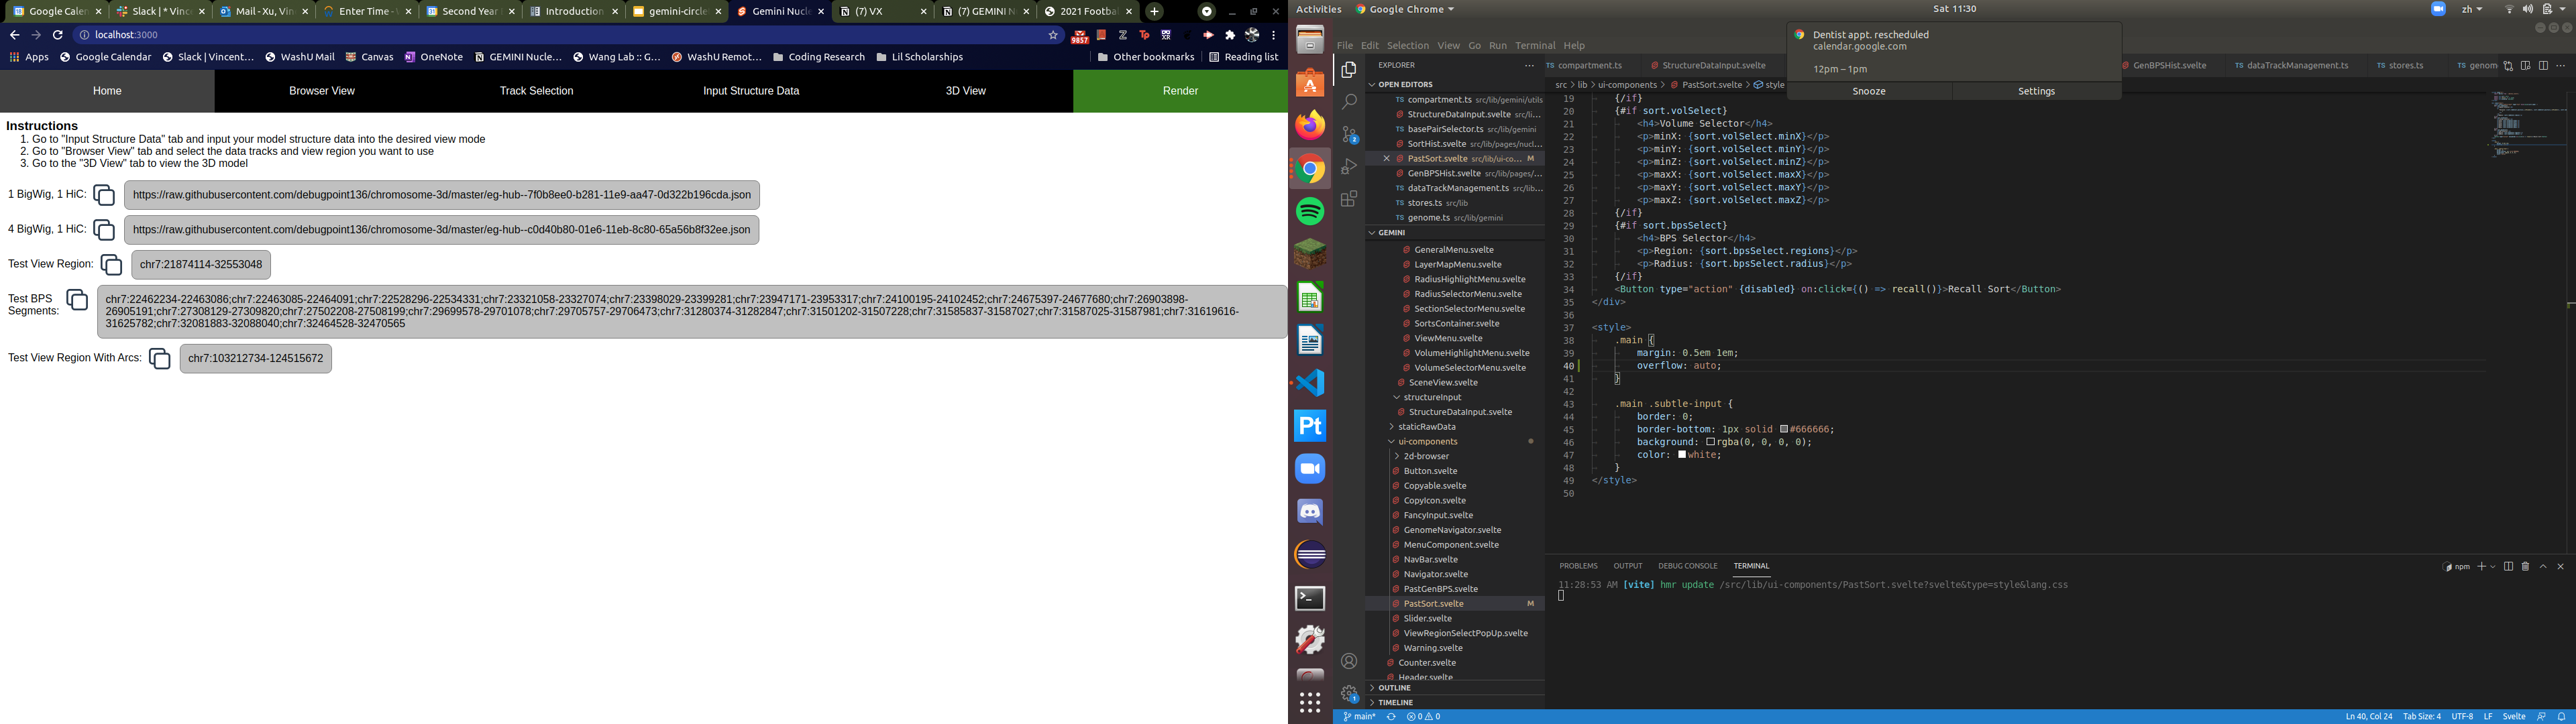 Google Calen
Slack | * Vince
Mail - Xu, Vin
Enter Time - V
Second Year
Introduction
gemini-circle
Gemini Nucle
(7) VX
(7) GEMINI N
2021 Footbal
localhost:3000
9857
Apps
Google Calendar
Slack | Vincent...
WashU Mail
Canvas
OneNote
GEMINI Nucle...
Wang Lab :: G...
WashU Remot...
Coding Research
Lil Scholarships
Other bookmarks
Reading list
Home
Browser View
Track Selection
Input Structure Data
3D View
Render
Instructions
1. Go to "Input Structure Data" tab and input your model structure data into the desired view mode
2. Go to "Browser View" tab and select the data tracks and view region you want to use
3. Go to the "3D View" tab to view the 3D model
1 BigWig, 1 HiC: https://raw.githubusercontent.com/debugpoint136/chromosome-3d/master/eg-hub--7f0b8ee0-b281-11e9-aa47-0d322b196cda.json
4 BigWig, 1 HiC: https://raw.githubusercontent.com/debugpoint136/chromosome-3d/master/eg-hub--c0d40b80-01e6-11eb-8c80-65a56b8f32ee.json
Test View Region: chr7:21874114-32553048
Test BPS
Segments:
chr7:22462234-22463086;chr7:22463085-22464091;chr7:22528296-22534331;chr7:23321058-23327074;chr7:23398029-23399281;chr7:23947171-23953317;chr7:24100195-24102452;chr7:24675397-24677680;chr7:26903898-
26905191;chr7:27308129-27309820;chr7:27502208-27508199;chr7:29699578-29701078;chr7:29705757-29706473;chr7:31280374-31282847;chr7:31501202-31507228;chr7:31585837-31587027;chr7:31587025-31587981;chr7:31619616-
31625782;chr7:32081883-32088040;chr7:32464528-32470565
Test View Region With Arcs: chr7:103212734-124515672
Activities
Google Chrome
Sat 11:30
zh
File Edit Selection View Go Run Terminal Help
Dentist appt. rescheduled
calendar.google.com
12pm – 1pm
Snooze
Settings
EXPLORER
OPEN EDITORS
compartment.ts src/lib/gemini/utils
StructureDataInput.svelte src/li...
basePairSelector.ts src/lib/gemini
SortHist.svelte src/lib/pages/nucl...
PastSort.svelte src/lib/ui-co... M
GenBPSHist.svelte src/lib/pages/...
dataTrackManagement.ts src/lib/...
stores.ts src/lib
genome.ts src/lib/gemini
GEMINI
GeneralMenu.svelte
LayerMapMenu.svelte
RadiusHighlightMenu.svelte
RadiusSelectorMenu.svelte
SectionSelectorMenu.svelte
SortsContainer.svelte
ViewMenu.svelte
VolumeHighlightMenu.svelte
VolumeSelectorMenu.svelte
SceneView.svelte
structureInput
StructureDataInput.svelte
staticRawData
ui-components
2d-browser
Button.svelte
Copyable.svelte
CopyIcon.svelte
FancyInput.svelte
GenomeNavigator.svelte
MenuComponent.svelte
NavBar.svelte
Navigator.svelte
PastGenBPS.svelte
PastSort.svelte M
Slider.svelte
ViewRegionSelectPopUp.svelte
Warning.svelte
Counter.svelte
Header.svelte
OUTLINE
TIMELINE
compartment.ts
StructureDataInput.svelte
GenBPSHist.svelte
dataTrackManagement.ts
stores.ts
genom
src > lib > ui-components > PastSort.svelte > style
19 {/if}
20 {#if sort.volSelect}
21 <h4>Volume Selector</h4>
22 <p>minX: {sort.volSelect.minX}</p>
23 <p>minY: {sort.volSelect.minY}</p>
24 <p>minZ: {sort.volSelect.minZ}</p>
25 <p>maxX: {sort.volSelect.maxX}</p>
26 <p>maxY: {sort.volSelect.maxY}</p>
27 <p>maxZ: {sort.volSelect.maxZ}</p>
28 {/if}
29 {#if sort.bpsSelect}
30 <h4>BPS Selector</h4>
31 <p>Region: {sort.bpsSelect.regions}</p>
32 <p>Radius: {sort.bpsSelect.radius}</p>
33 {/if}
34 <Button type="action" {disabled} on:click={() => recall()}>Recall Sort</Button>
35 </div>
36
37 <style>
38 .main {
39 margin: 0.5em 1em;
40 overflow: auto;
41 }
42
43 .main .subtle-input {
44 border: 0;
45 border-bottom: 1px solid #666666;
46 background: rgba(0, 0, 0, 0);
47 color: white;
48 }
49 </style>
50
PROBLEMS OUTPUT DEBUG CONSOLE TERMINAL
npm
11:28:53 AM [vite] hmr update /src/lib/ui-components/PastSort.svelte?svelte&type=style&lang.css
main*
0 0
Ln 40, Col 24 Tab Size: 4 UTF-8 LF Svelte